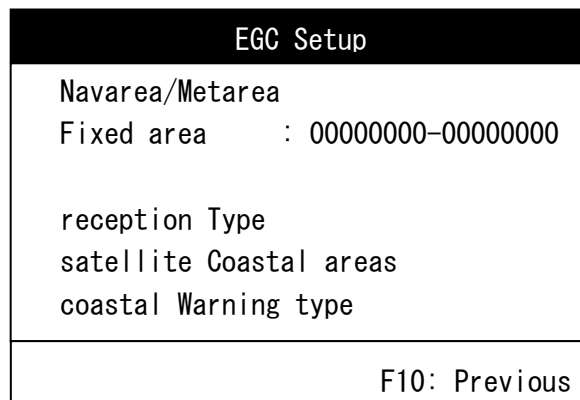 EGC Setup
Navarea/Metarea
Fixed area : 00000000-00000000
reception Type
satellite Coastal areas
coastal Warning type
F10: Previous